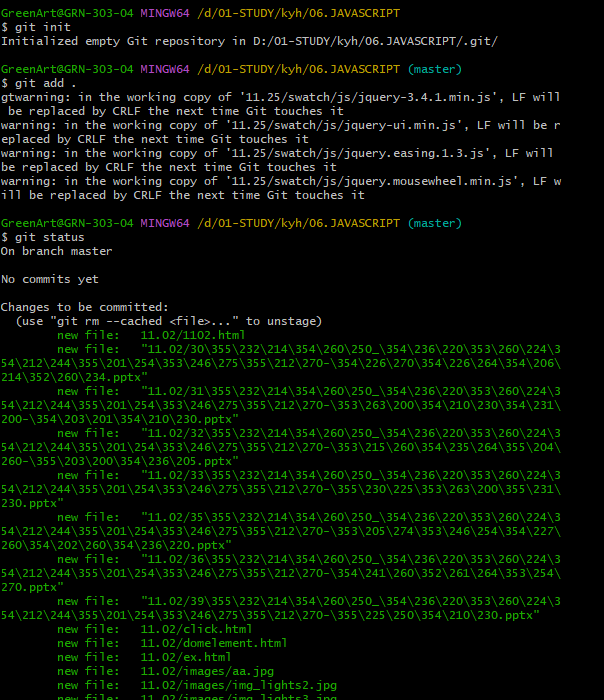 GreenArt@GRN-303-04 MINGW64 /d/01-STUDY/kyh/06.JAVASCRIPT
$ git init
Initialized empty Git repository in D:/01-STUDY/kyh/06.JAVASCRIPT/.git/
GreenArt@GRN-303-04 MINGW64 /d/01-STUDY/kyh/06.JAVASCRIPT (master)
$ git add .
gtwarning: in the working copy of '11.25/swatch/js/jquery-3.4.1.min.js', LF will
be replaced by CRLF the next time Git touches it
warning: in the working copy of '11.25/swatch/js/jquery-ui.min.js', LF will be r
eplaced by CRLF the next time Git touches it
warning: in the working copy of '11.25/swatch/js/jquery.easing.1.3.js', LF will
be replaced by CRLF the next time Git touches it
warning: in the working copy of '11.25/swatch/js/jquery.mousewheel.min.js', LF w
ill be replaced by CRLF the next time Git touches it
GreenArt@GRN-303-04 MINGW64 /d/01-STUDY/kyh/06.JAVASCRIPT (master)
$ git status
On branch master
No commits yet
Changes to be committed:
(use "git rm --cached <file>..." to unstage)
new file:   11.02/1102.html
new file:   "11.02/30\355\232\214\354\260\250_\354\236\220\353\260\224\3
54\212\244\355\201\254\353\246\275\355\212\270-\354\226\270\354\226\264\354\206\
214\352\260\234.pptx"
new file:   "11.02/31\355\232\214\354\260\250_\354\236\220\353\260\224\3
54\212\244\355\201\254\353\246\275\355\212\270-\353\263\200\354\210\230\354\231\
200-\354\203\201\354\210\230.pptx"
new file:   "11.02/32\355\232\214\354\260\250_\354\236\220\353\260\224\3
54\212\244\355\201\254\353\246\275\355\212\270-\353\215\260\354\235\264\355\204\
260-\355\203\200\354\236\205.pptx"
new file:   "11.02/33\355\232\214\354\260\250_\354\236\220\353\260\224\3
54\212\244\355\201\254\353\246\275\355\212\270-\355\230\225\353\263\200\355\231\
230.pptx"
new file:   "11.02/35\355\232\214\354\260\250_\354\236\220\353\260\224\3
54\212\244\355\201\254\353\246\275\355\212\270-\353\205\274\353\246\254\354\227\
260\354\202\260\354\236\220.pptx"
new file:   "11.02/36\355\232\214\354\260\250_\354\236\220\353\260\224\3
54\212\244\355\201\254\353\246\275\355\212\270-\354\241\260\352\261\264\353\254\
270.pptx"
new file:   "11.02/39\355\232\214\354\260\250_\354\236\220\353\260\224\3
54\212\244\355\201\254\353\246\275\355\212\270-\355\225\250\354\210\230.pptx"
new file:   11.02/click.html
new file:   11.02/domelement.html
new file:   11.02/ex.html
new file:   11.02/images/aa.jpg
new file:   11.02/images/img_lights2.jpg
new file:   11.02/images/img_lights3.jpg